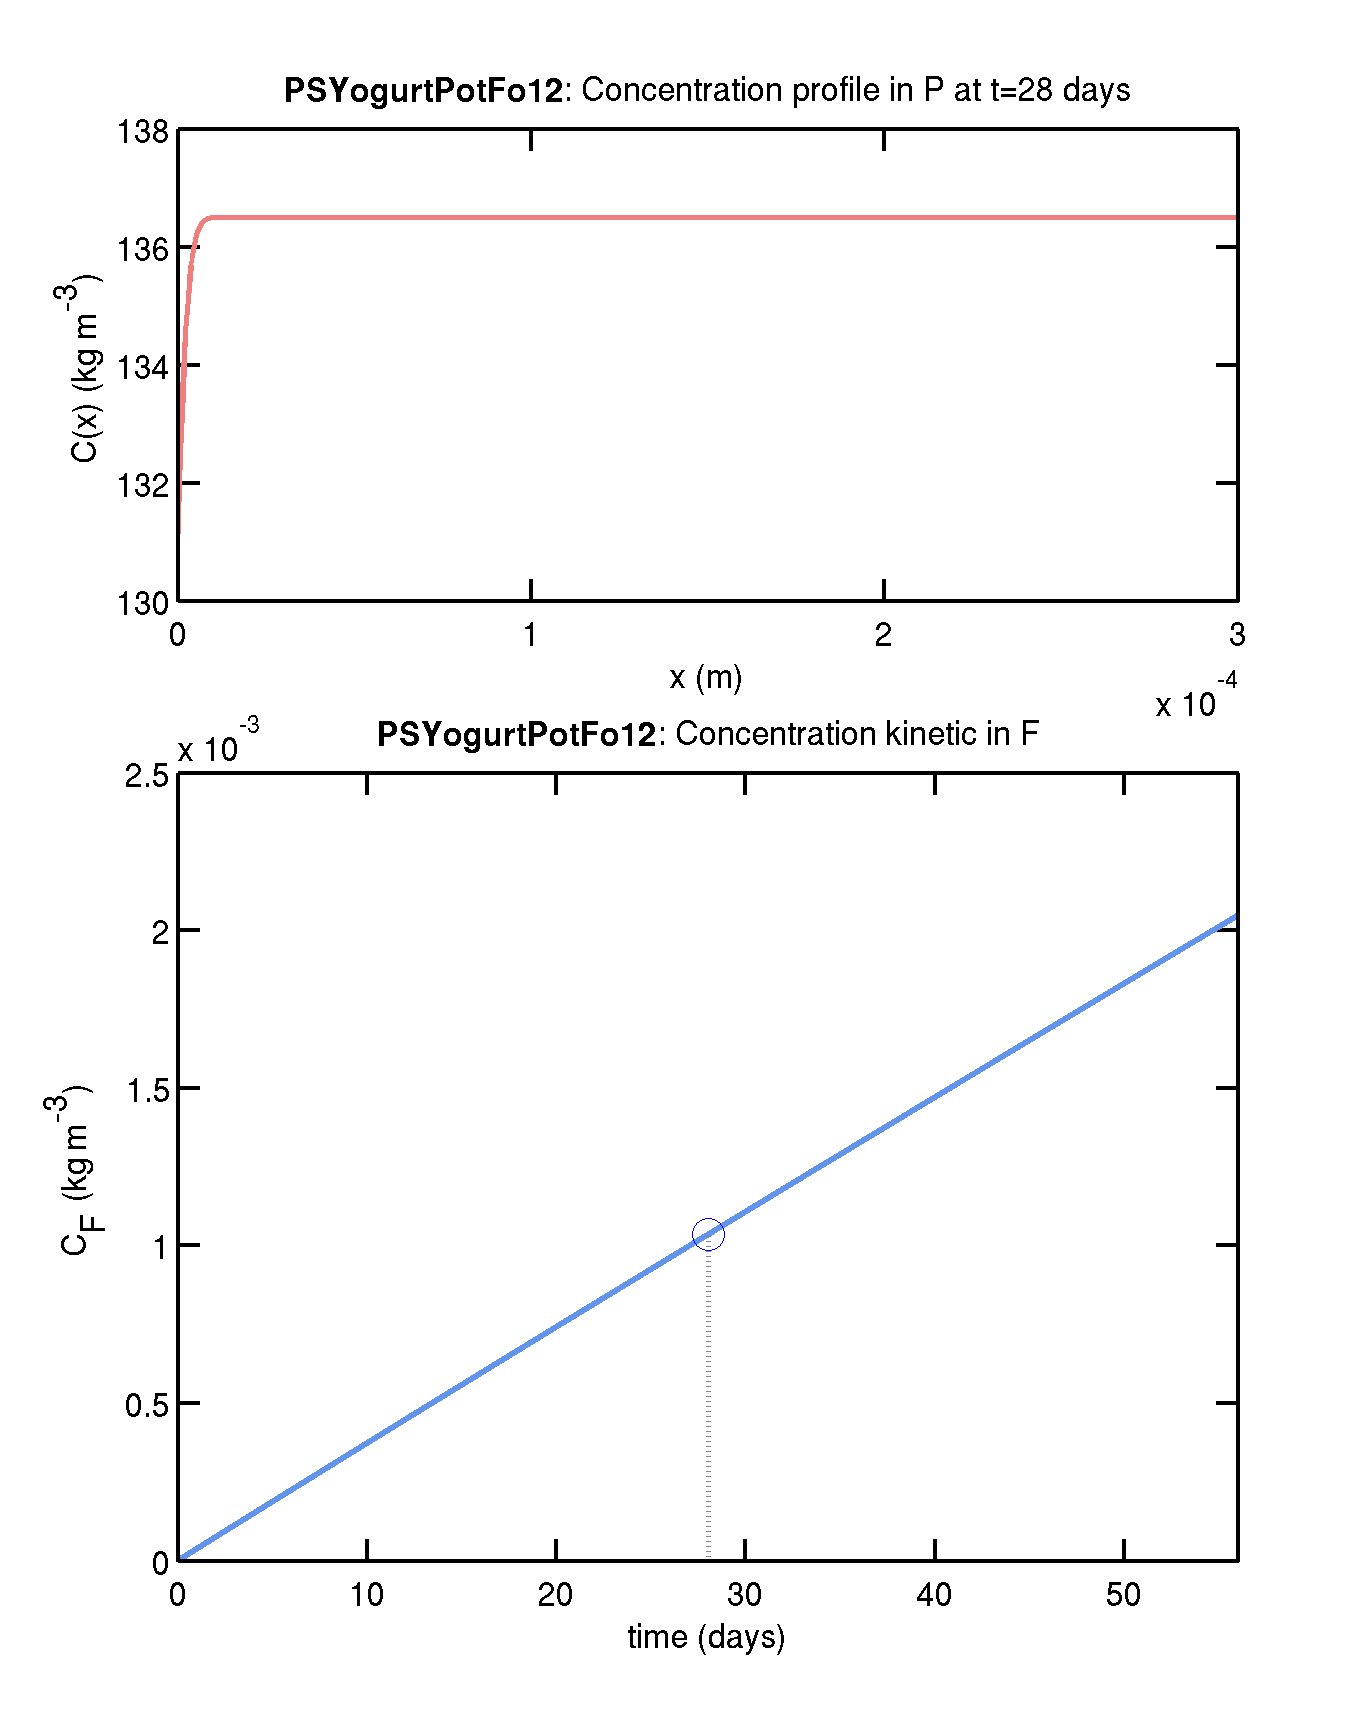 PSYogurtPotFo12: Concentration profile in P at t=28 days
138
136
134
132
130
C(x) (kg m-3)
0 1 2 3
x (m)
x 10-4
PSYogurtPotFo12: Concentration kinetic in F
x 10-3
2.5
2
1.5
1
0.5
0
CF (kg m-3)
0 10 20 30 40 50
time (days)